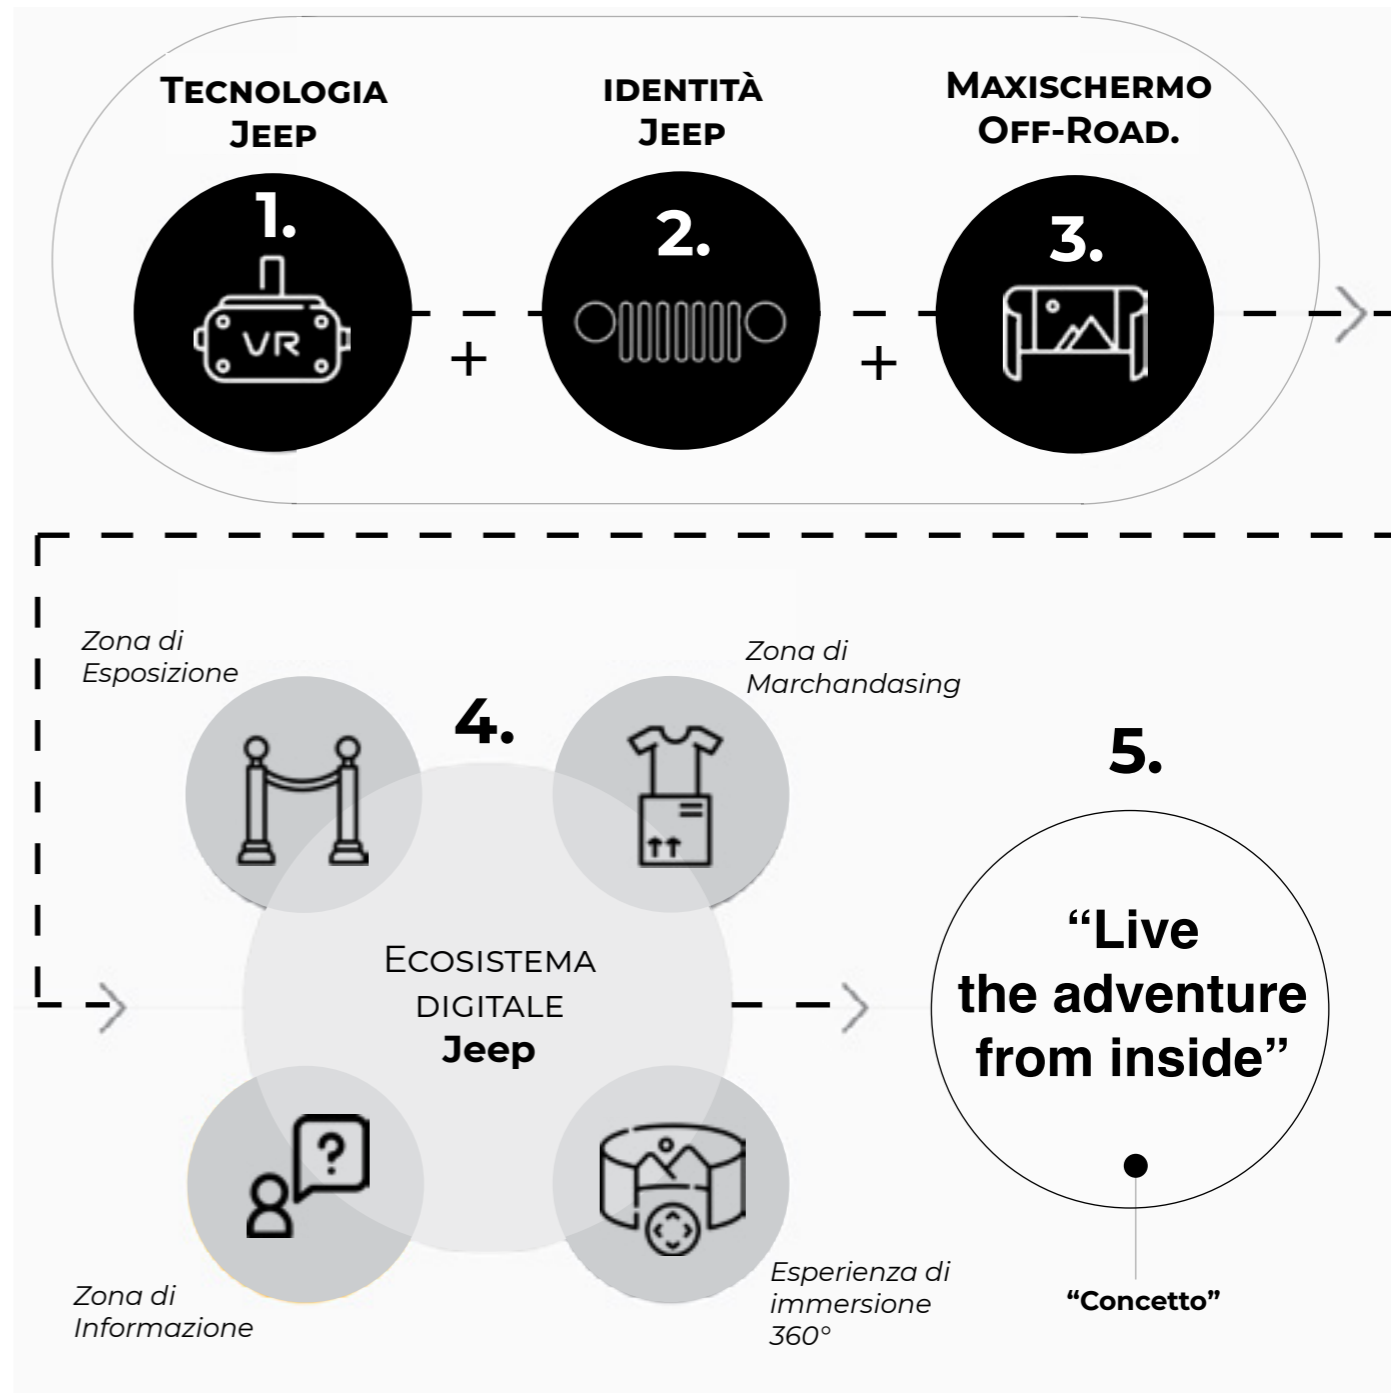 TECNOLOGIA
JEEP
IDENTITÀ
JEEP
MAXISCHERMO
OFF-ROAD.
1.
VR
2.
3.
+
+
Zona di
Esposizione
Zona di
Marchandasing
4.
5.
ECOSISTEMA
DIGITALE
Jeep
“Live
the adventure
from inside”
?
Zona di
Informazione
Esperienza di
immersione
360°
“Concetto”